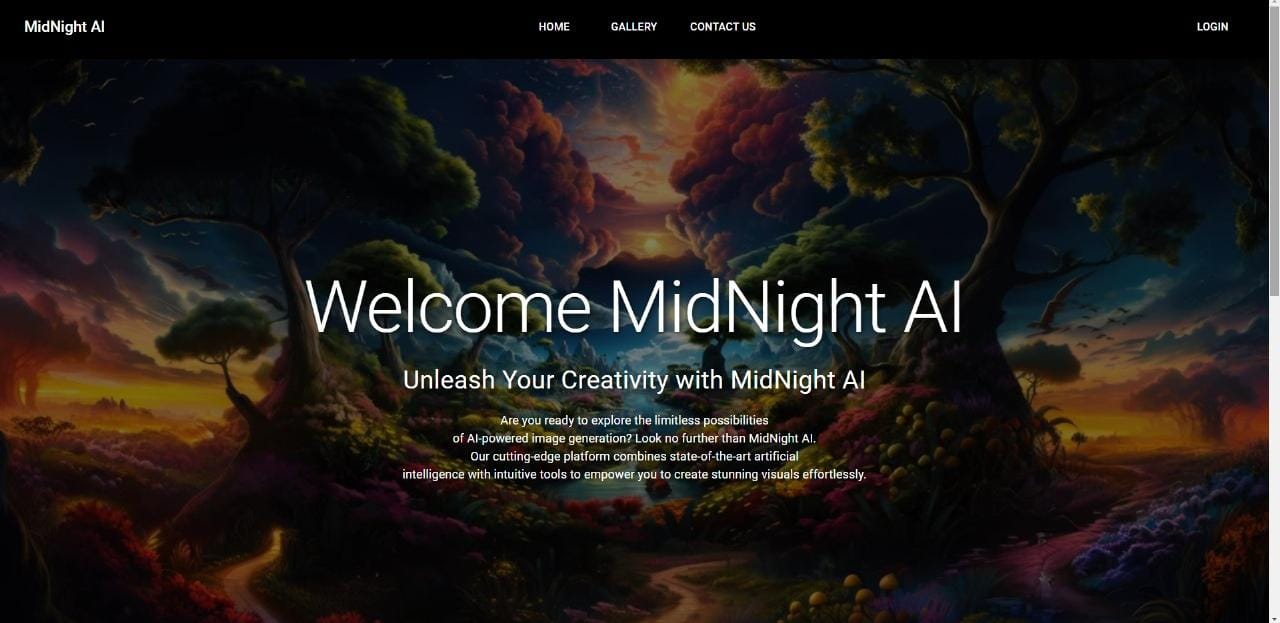 MidNight AI
HOME
GALLERY
CONTACT US
LOGIN
Welcome MidNight AI
Unleash Your Creativity with MidNight AI
Are you ready to explore the limitless possibilities
of AI-powered image generation? Look no further than MidNight AI.
Our cutting-edge platform combines state-of-the-art artificial
intelligence with intuitive tools to empower you to create stunning visuals effortlessly.